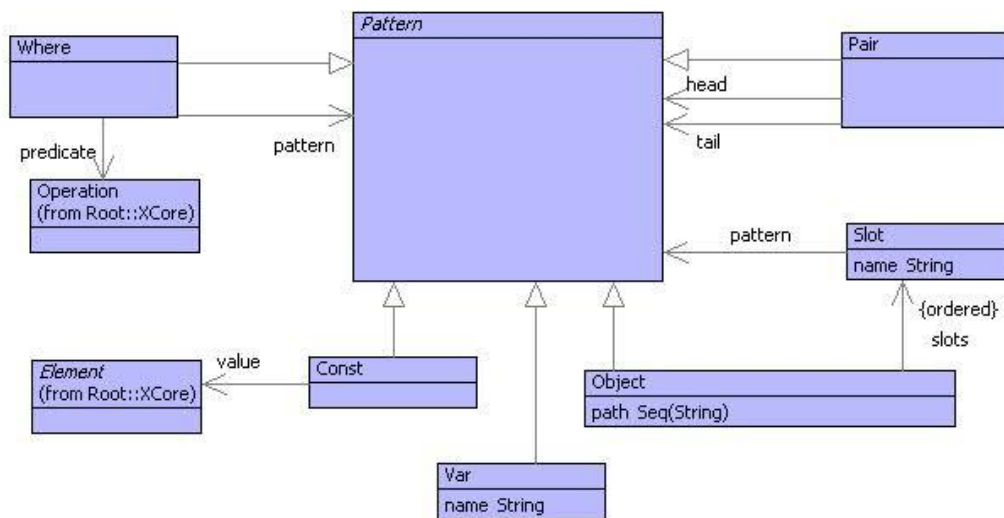 Pattern
Where
Pair
head
pattern
tail
predicate
Operation
(from Root::XCore)
pattern
Slot
name String
{ordered}
slots
value
Element
(from Root::XCore)
Const
Object
path Seq(String)
Var
name String